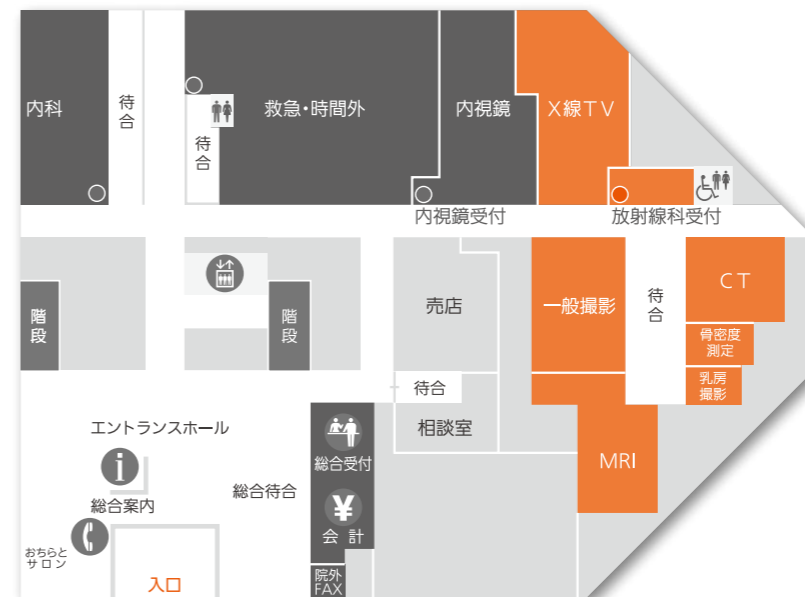 内科
待合
待合
救急・時間外
内視鏡
X線TV
内視鏡受付
放射線科受付
階段
階段
売店
一般撮影
待合
CT
骨密度
測定
乳房
撮影
待合
相談室
MRI
エントランスホール
i
総合案内
総合待合
総合受付
¥
会計
おちらと
サロン
入口
院外
FAX